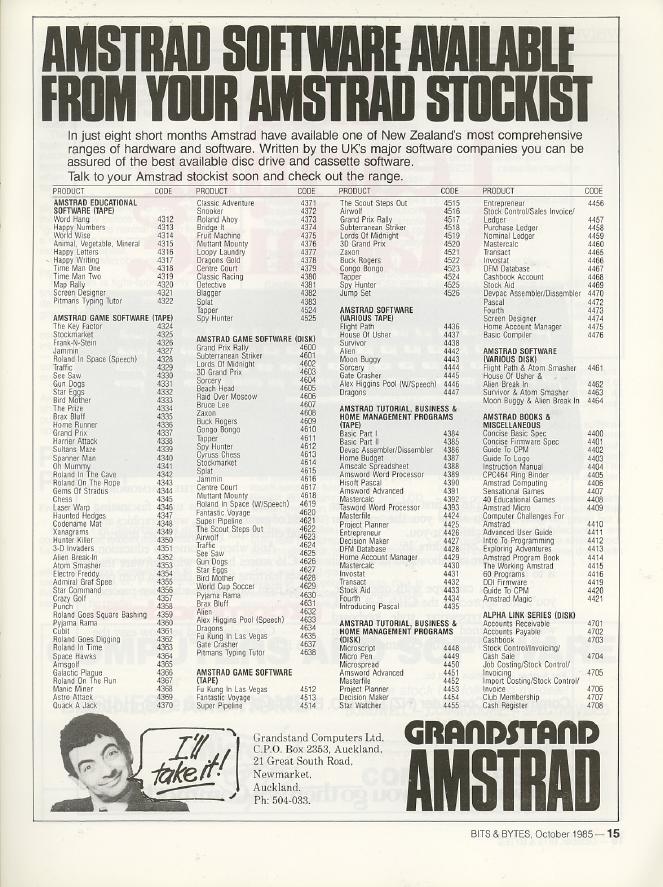 AMSTRAD SOFTWARE AVAILABLE
FROM YOUR AMSTRAD STOCKIST
In just eight short months Amstrad have available one of New Zealand's most comprehensive
ranges of hardware and software. Written by the UK's major software companies you can be
assured of the best available disc drive and cassette software.
Talk to your Amstrad stockist soon and check out the range.
PRODUCT CODE
AMSTRAD EDUCATIONAL
SOFTWARE (TAPE)
Word Hang 4312
Happy Numbers 4313
World Wise 4314
Animal, Vegetable, Mineral 4315
Happy Letters 4316
Happy Writing 4317
Time Man One 4318
Time Man Two 4319
Map Rally 4320
Screen Designer 4321
Pitmans Typing Tutor 4322
AMSTRAD GAME SOFTWARE (TAPE)
The Key Factor 4324
Stockmarket 4325
Frank-N-Stein 4326
Jammin 4327
Roland In Space (Speech) 4328
Traffic 4329
See Saw 4330
Gun Dogs 4331
Star Eggs 4332
Bird Mother 4333
The Prize 4334
Brax Bluff 4335
Home Runner 4336
Grand Prix 4337
Harrier Attack 4338
Sultans Maze 4339
Spanner Man 4340
Oh Mummy 4341
Roland In The Cave 4342
Roland On The Rope 4343
Gems Of Stradus 4344
Chess 4345
Laser Warp 4346
Haunted Hedges 4347
Codename Mat 4348
Xanagrams 4349
Hunter Killer 4350
3-D Invaders 4351
Alien Break-In 4352
Atom Smasher 4353
Electro Freddy 4354
Admiral Graf Spee 4355
Star Command 4356
Crazy Golf 4357
Punch 4358
Roland Goes Square Bashing 4359
Pyjama Rama 4360
Cubit 4361
Roland Goes Digging 4362
Roland In Time 4363
Space Hawks 4364
Amsgolf 4365
Galactic Plague 4366
Roland On The Run 4367
Manic Miner 4368
Astro Attack 4369
Quack A Jack 4370
PRODUCT CODE
Classic Adventure 4371
Snooker 4372
Roland Ahoy 4373
Bridge It 4374
Fruit Machine 4375
Muttant Mounty 4376
Loopy Laundry 4377
Dragons Gold 4378
Centre Court 4379
Classic Racing 4380
Detective 4381
Blagger 4382
Splat 4383
Tapper 4524
Spy Hunter 4525
AMSTRAD GAME SOFTWARE (DISK)
Grand Prix Rally 4600
Subterranean Striker 4601
Lords Of Midnight 4602
3D Grand Prix 4603
Sorcery 4604
Beach Head 4605
Raid Over Moscow 4606
Bruce Lee 4607
Zaxon 4608
Buck Rogers 4609
Congo Bongo 4610
Tapper 4611
Spy Hunter 4612
Gyruss Chess 4613
Stockmarket 4614
Splat 4615
Jammin 4616
Centre Court 4617
Muttant Mounty 4618
Roland In Space (W/Speech) 4619
Fantastic Voyage 4620
Super Pipeline 4621
The Scout Steps Out 4622
Airwolf 4623
Traffic 4624
See Saw 4625
Gun Dogs 4626
Star Eggs 4627
Bird Mother 4628
World Cup Soccer 4629
Pyjama Rama 4630
Brax Bluff 4631
Alien 4632
Alex Higgins Pool (Speech) 4633
Dragons 4634
Fu Kung In Las Vegas 4635
Gate Crasher 4637
Pitmans Typing Tutor 4638
AMSTRAD GAME SOFTWARE
(TAPE)
Fu Kung In Las Vegas 4512
Fantastic Voyage 4513
Super Pipeline 4514
PRODUCT CODE
The Scout Steps Out 4515
Airwolf 4516
Grand Prix Rally 4517
Subterranean Striker 4518
Lords Of Midnight 4519
3D Grand Prix 4520
Zaxon 4521
Buck Rogers 4522
Congo Bongo 4523
Tapper 4524
Spy Hunter 4525
Jump Set 4526
AMSTRAD SOFTWARE
(VARIOUS TAPE)
Flight Path 4436
House Of Usher 4437
Survivor 4438
Alien 4442
Moon Buggy 4443
Sorcery 4444
Gate Crasher 4445
Alex Higgins Pool (W/Speech) 4446
Dragons 4447
AMSTRAD TUTORIAL, BUSINESS &
HOME MANAGEMENT PROGRAMS
(TAPE)
Basic Part I 4384
Basic Part II 4385
Devac Assembler/Dissembler 4386
Home Budget 4387
Amscale Spreadsheet 4388
Amsword Word Processor 4389
Hisoft Pascal 4390
Amsword Advanced 4391
Mastercalc 4392
Tasword Word Processor 4393
Masterfile 4424
Project Planner 4425
Entrepreneur 4426
Decision Maker 4427
DFM Database 4428
Home Account Manager 4429
Mastercalc 4430
Invostat 4431
Transact 4432
Stock Aid 4433
Fourth 4434
Introducing Pascal 4435
AMSTRAD TUTORIAL, BUSINESS &
HOME MANAGEMENT PROGRAMS
(DISK)
Microscript 4448
Micro Pen 4449
Microspread 4450
Amsword Advanced 4451
Masterfile 4452
Project Planner 4453
Decision Maker 4454
Star Watcher 4455
PRODUCT CODE
Entrepreneur 4456
Stock Control/Sales Invoice/
Ledger 4457
Purchase Ledger 4458
Nominal Ledger 4459
Mastercalc 4460
Transact 4465
Invostat 4466
DFM Database 4467
Cashbook Account 4468
Stock Aid 4469
Devpac Assembler/Dissembler 4470
Pascal 4472
Fourth 4473
Screen Designer 4474
Home Account Manager 4475
Basic Compiler 4476
AMSTRAD SOFTWARE
(VARIOUS DISK)
Flight Path & Atom Smasher 4461
House Of Usher &
Alien Break In 4462
Survivor & Atom Smasher 4463
Moon Buggy & Alien Break In 4464
AMSTRAD BOOKS &
MISCELLANEOUS
Concise Basic Spec 4400
Concise Firmware Spec 4401
Guide To CPM 4402
Guide To Logo 4403
Instruction Manual 4404
CPC464 Ring Binder 4405
Amstrad Computing 4406
Sensational Games 4407
40 Educational Games 4408
Amstrad Micro 4409
Computer Challenges For
Amstrad 4410
Advanced User Guide 4411
Intro To Programming 4412
Exploring Adventures 4413
Amstrad Program Book 4414
The Working Amstrad 4415
60 Programs 4416
DDI Firmware 4419
Guide To CPM 4420
Amstrad Magic 4421
ALPHA LINK SERIES (DISK)
Accounts Receivable 4701
Accounts Payable 4702
Cashbook 4703
Stock Control/Invoicing/
Cash Sale 4704
Job Costing/Stock Control/
Invoicing 4705
Import Costing/Stock Control/
Invoice 4706
Club Membership 4707
Cash Register 4708
I'll
take it!
Grandstand Computers Ltd.
C.P.O. Box 2353, Auckland,
21 Great South Road,
Newmarket.
Auckland.
Ph: 504-033.
GRANDSTAND
AMSTRAD
BITS & BYTES, October 1985—15